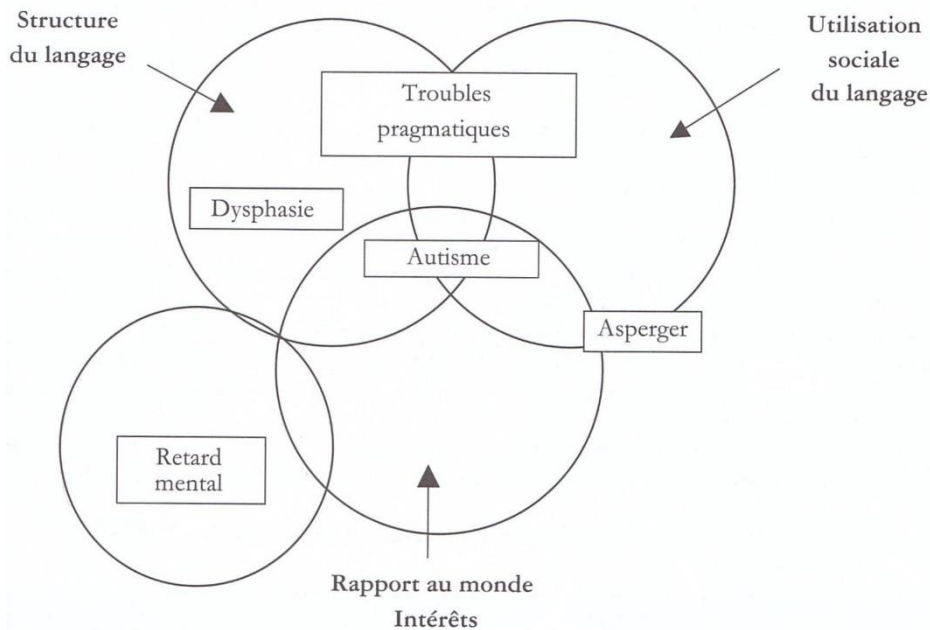 Structure
du langage
Utilisation
sociale
du langage
Troubles
pragmatiques
Dysphasie
Autisme
Asperger
Retard
mental
Rapport au monde
Intérêts